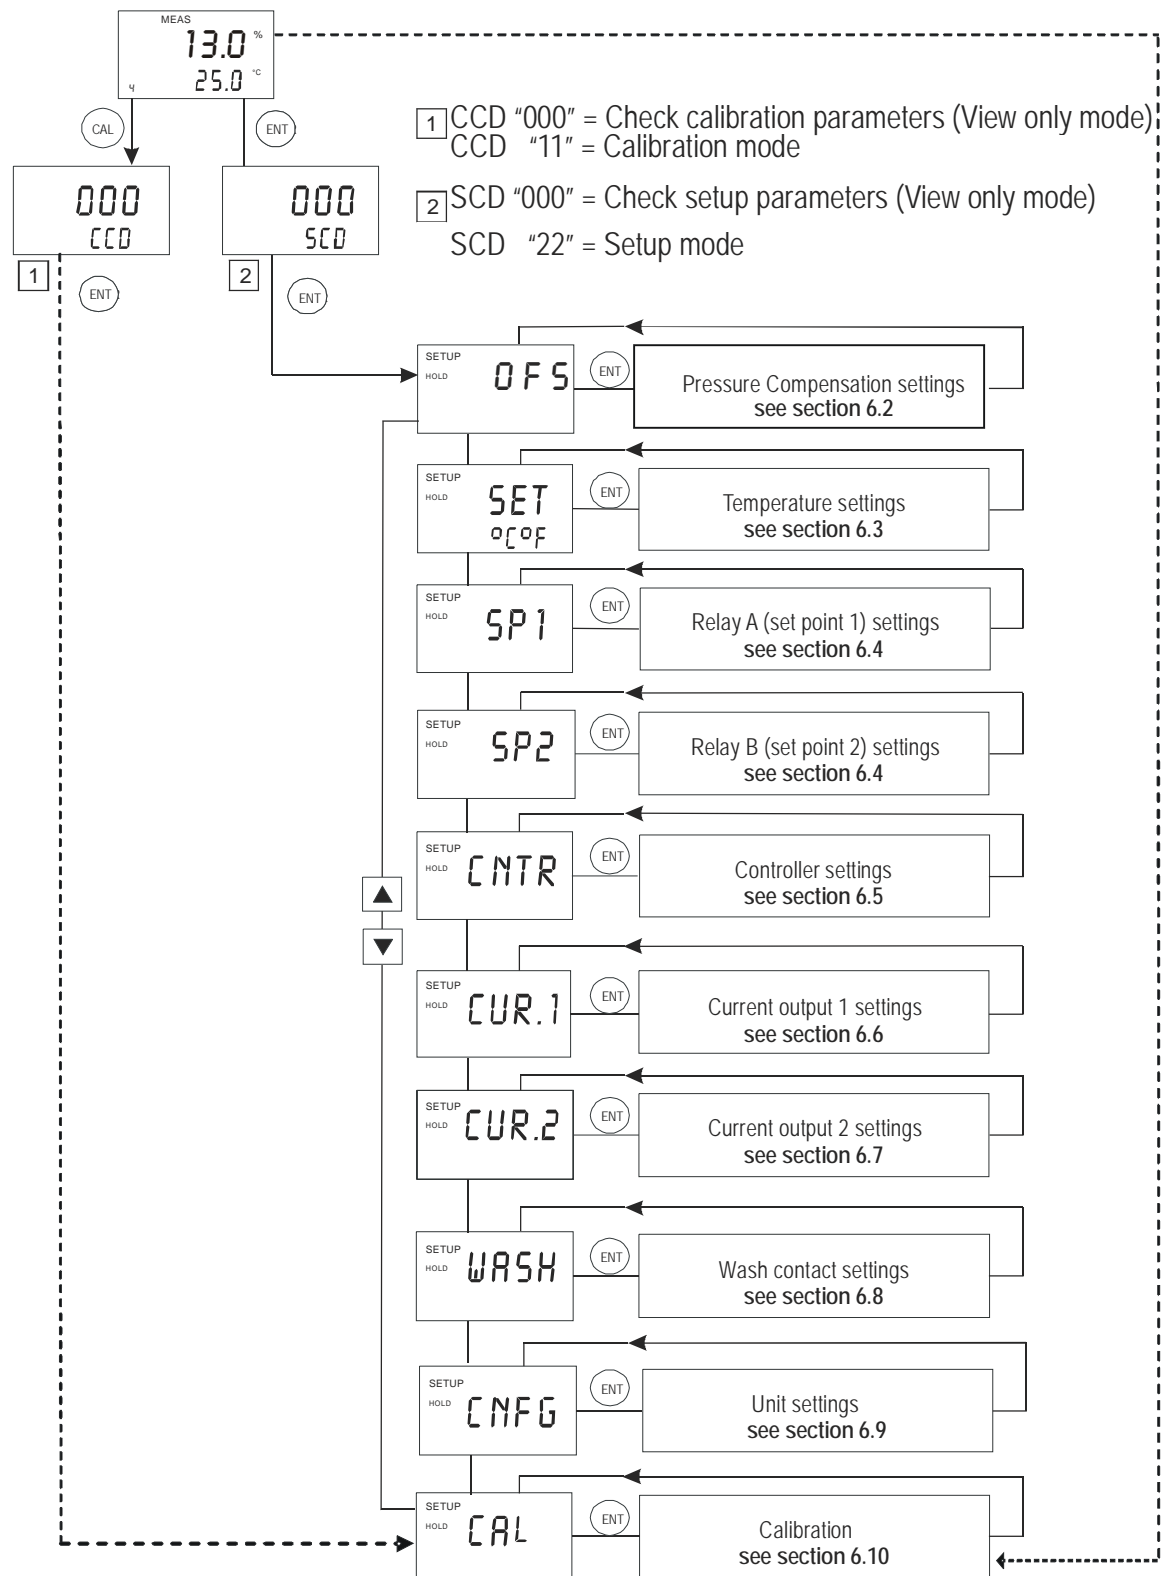 MEAS
13.0 %
25.0 °C
4
CAL
ENT
000
CCD
000
SCD
1
ENT
2
ENT
1 CCD "000" = Check calibration parameters (View only mode)
CCD "11" = Calibration mode
2 SCD "000" = Check setup parameters (View only mode)
SCD "22" = Setup mode
SETUP
HOLD
OFS
ENT
Pressure Compensation settings
see section 6.2
SETUP
HOLD
SET
°C°F
ENT
Temperature settings
see section 6.3
SETUP
HOLD
SP1
ENT
Relay A (set point 1) settings
see section 6.4
SETUP
HOLD
SP2
ENT
Relay B (set point 2) settings
see section 6.4
SETUP
HOLD
CNTR
ENT
Controller settings
see section 6.5
SETUP
HOLD
CUR.1
ENT
Current output 1 settings
see section 6.6
SETUP
HOLD
CUR.2
ENT
Current output 2 settings
see section 6.7
SETUP
HOLD
WASH
ENT
Wash contact settings
see section 6.8
SETUP
HOLD
CNFG
ENT
Unit settings
see section 6.9
SETUP
HOLD
CAL
ENT
Calibration
see section 6.10